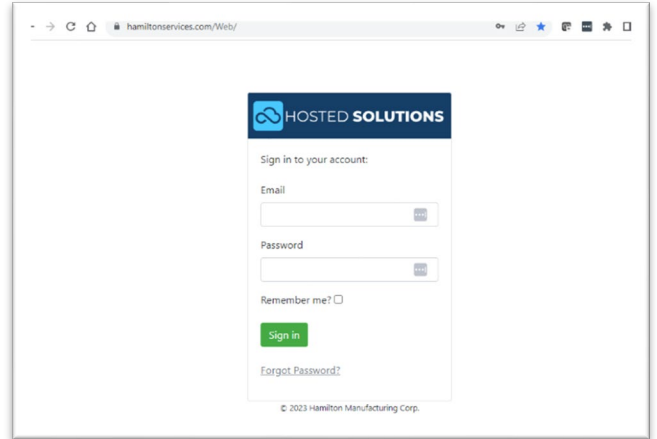 hamiltonservices.com/Web/
HOSTED SOLUTIONS
Sign in to your account:
Email
Password
Remember me?
Sign in
Forgot Password?
© 2023 Hamilton Manufacturing Corp.